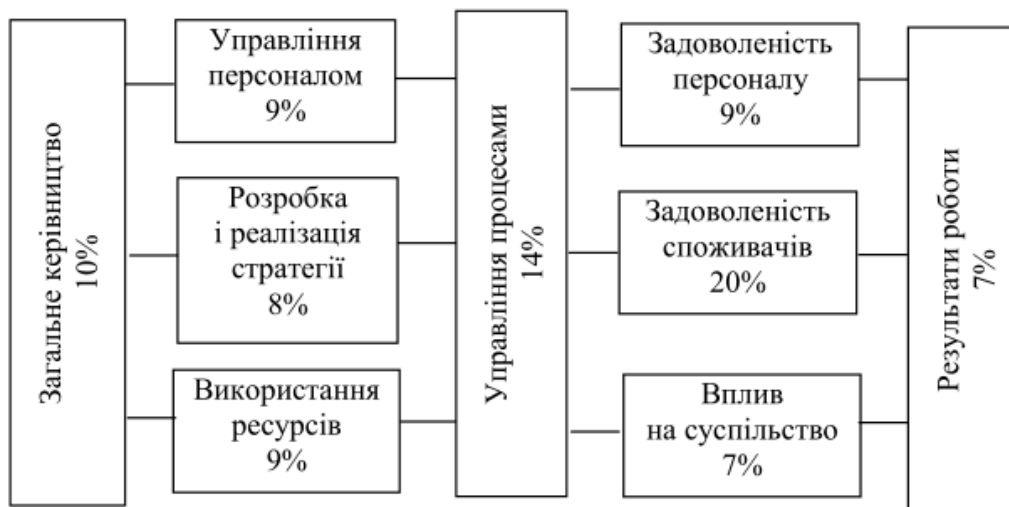 Загальне керівництво
10%
Управління
персоналом
9%
Розробка
і реалізація
стратегії
8%
Використання
ресурсів
9%
Управління процесами
14%
Задоволеність
персоналу
9%
Задоволеність
споживачів
20%
Вплив
на суспільство
7%
Результати роботи
7%